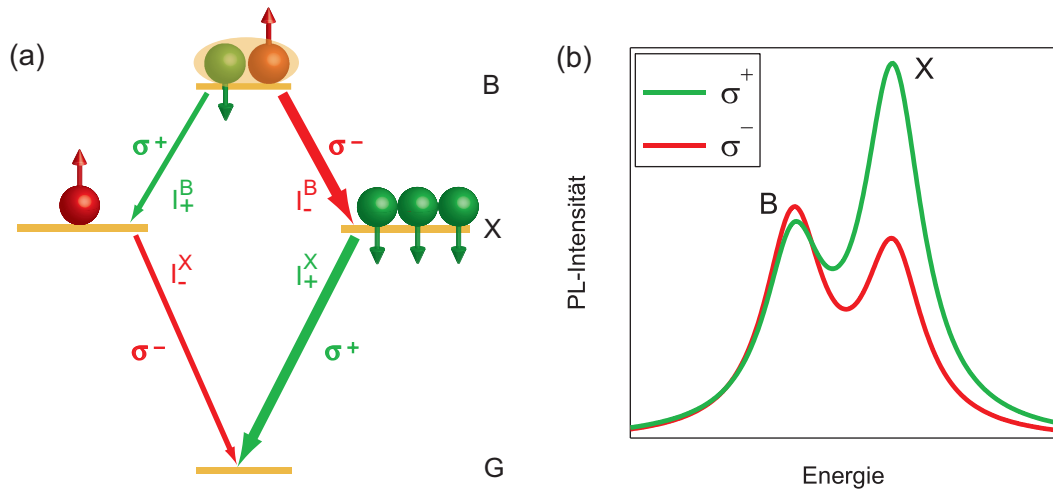 (a)
B
σ+
σ−
I+B
I-B
X
I-X
I+X
σ−
σ+
G
(b)
σ+
σ−
X
B
PL-Intensität
Energie